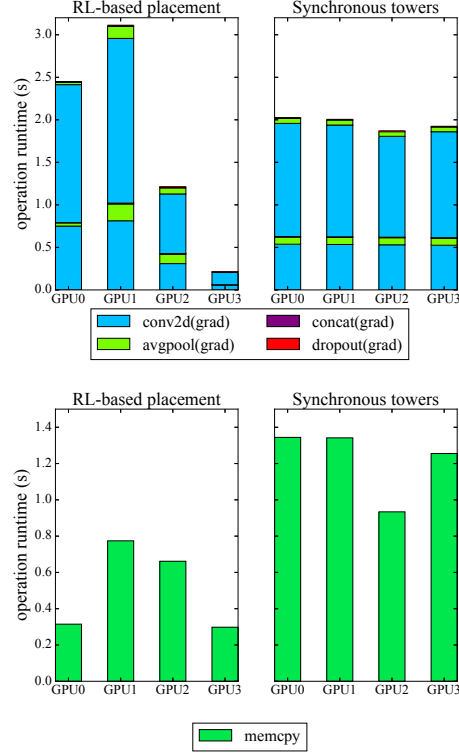 RL-based placement
Synchronous towers
operation runtime (s)
3.0
2.5
2.0
1.5
1.0
0.5
0.0
GPU0 GPU1 GPU2 GPU3
GPU0 GPU1 GPU2 GPU3
conv2d(grad) concat(grad)
avgpool(grad) dropout(grad)
RL-based placement
Synchronous towers
operation runtime (s)
1.4
1.2
1.0
0.8
0.6
0.4
0.2
0.0
GPU0 GPU1 GPU2 GPU3
GPU0 GPU1 GPU2 GPU3
memcpy